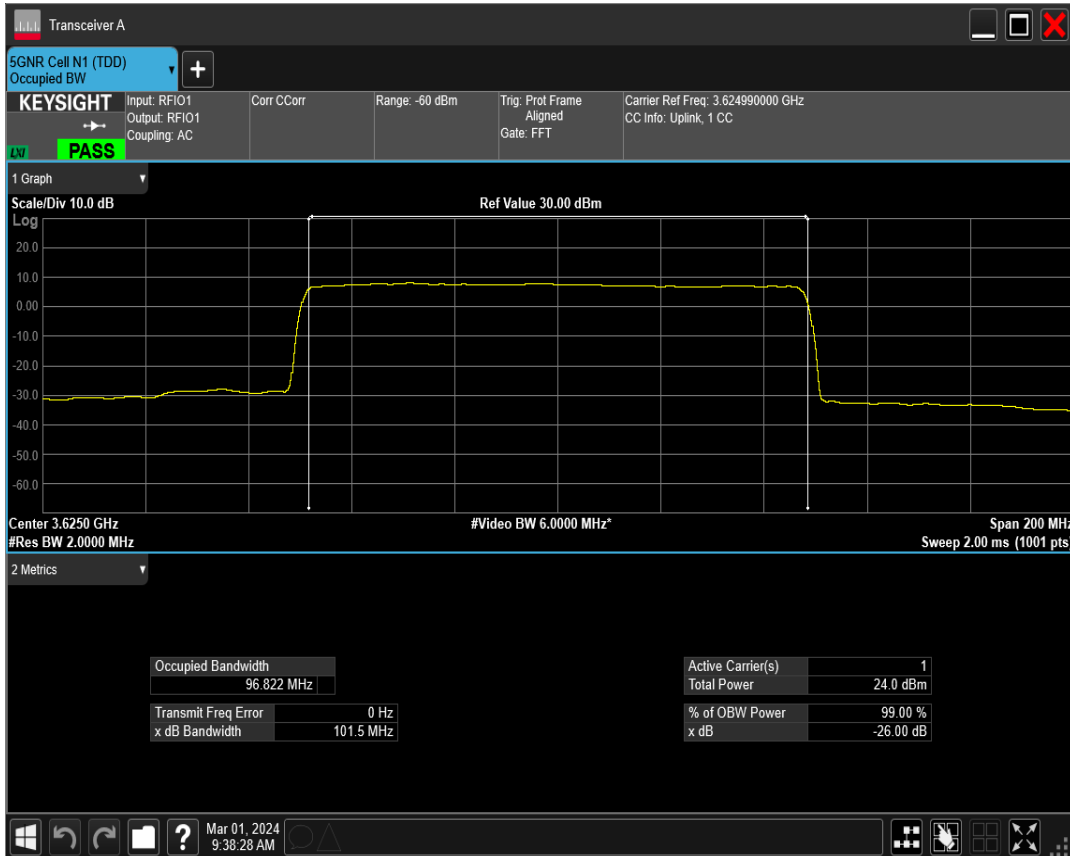 Transceiver A
5GNR Cell N1 (TDD)
Occupied BW
+
KEYSIGHT
LXI
PASS
Input: RFIO1
Output: RFIO1
Coupling: AC
Corr CCorr
Range: -60 dBm
Trig: Prot Frame
Aligned
Gate: FFT
Carrier Ref Freq: 3.624990000 GHz
CC Info: Uplink, 1 CC
1 Graph
Scale/Div 10.0 dB
Ref Value 30.00 dBm
Log
20.0
10.0
0.00
-10.0
-20.0
-30.0
-40.0
-50.0
-60.0
Center 3.6250 GHz
#Video BW 6.0000 MHz*
Span 200 MHz
#Res BW 2.0000 MHz
Sweep 2.00 ms (1001 pts)
2 Metrics
Occupied Bandwidth
96.822 MHz
Transmit Freq Error 0 Hz
x dB Bandwidth 101.5 MHz
Active Carrier(s) 1
Total Power 24.0 dBm
% of OBW Power 99.00 %
x dB -26.00 dB
?
Mar 01, 2024
9:38:28 AM